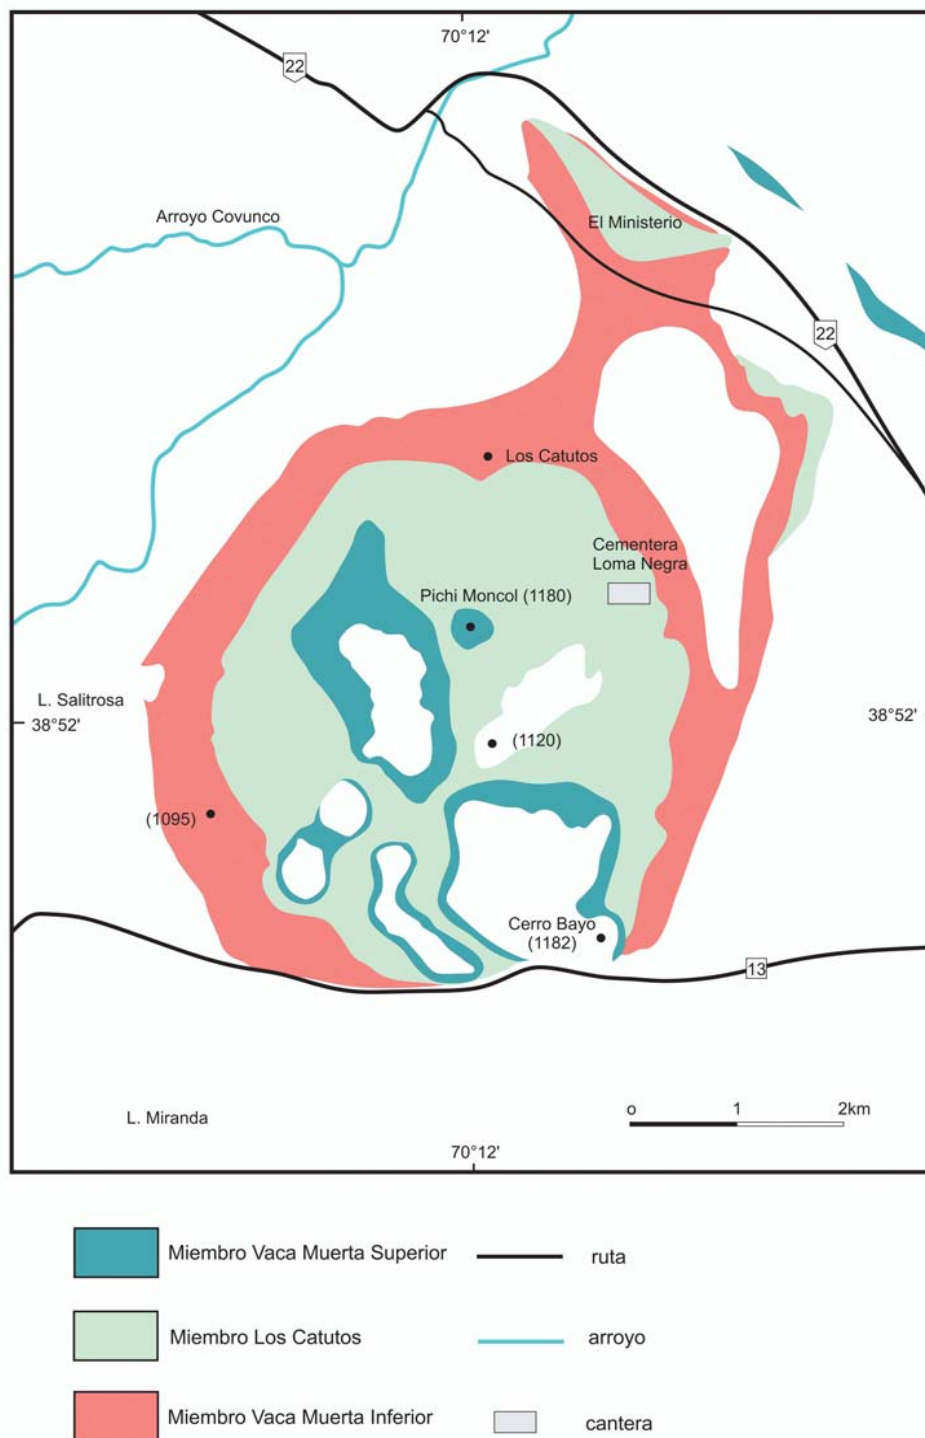 70°12'
22
Arroyo Covunco
El Ministerio
22
Los Catutos
Cementera
Loma Negra
Pichi Moncol (1180)
L. Salitrosa
38°52'
38°52'
(1120)
(1095)
Cerro Bayo
(1182)
13
L. Miranda
o 1 2km
70°12'
Miembro Vaca Muerta Superior
ruta
Miembro Los Catutos
arroyo
Miembro Vaca Muerta Inferior
cantera